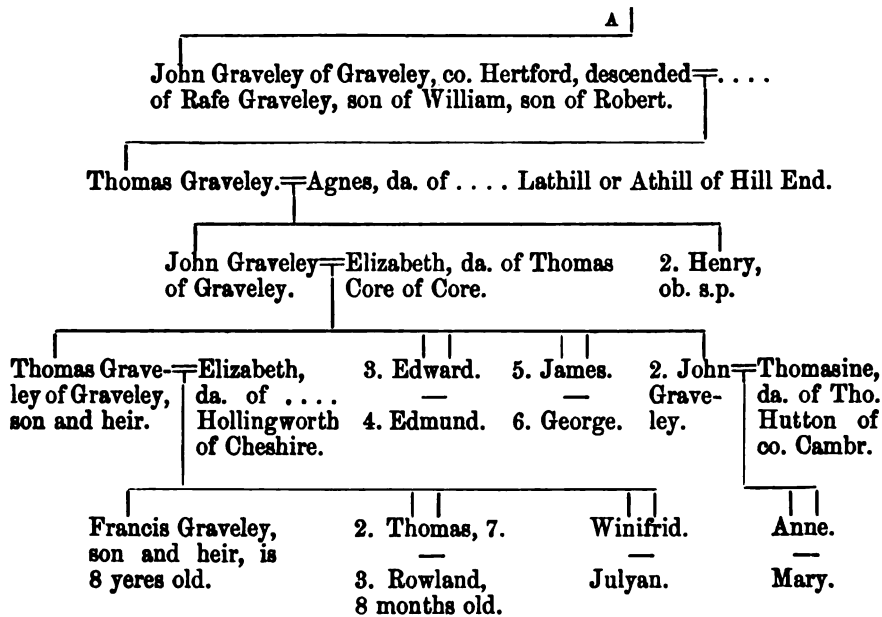 A
John Graveley of Graveley, co. Hertford, descended=. . . .
of Rafe Graveley, son of William, son of Robert.
Thomas Graveley.=Agnes, da. of . . . . Lathill or Athill of Hill End.
John Graveley=Elizabeth, da. of Thomas
of Graveley. Core of Core.
2. Henry,
ob. s.p.
Thomas Grave-=Elizabeth,
ley of Graveley, da. of . . . .
son and heir. Hollingworth
of Cheshire.
3. Edward.
—
4. Edmund.
5. James.
—
6. George.
2. John=Thomasine,
Grave- da. of Tho.
ley. Hutton of
co. Cambr.
Francis Graveley,
son and heir, is
8 yeres old.
2. Thomas, 7.
—
3. Rowland,
8 months old.
Winifrid.
—
Julyan.
Anne.
—
Mary.